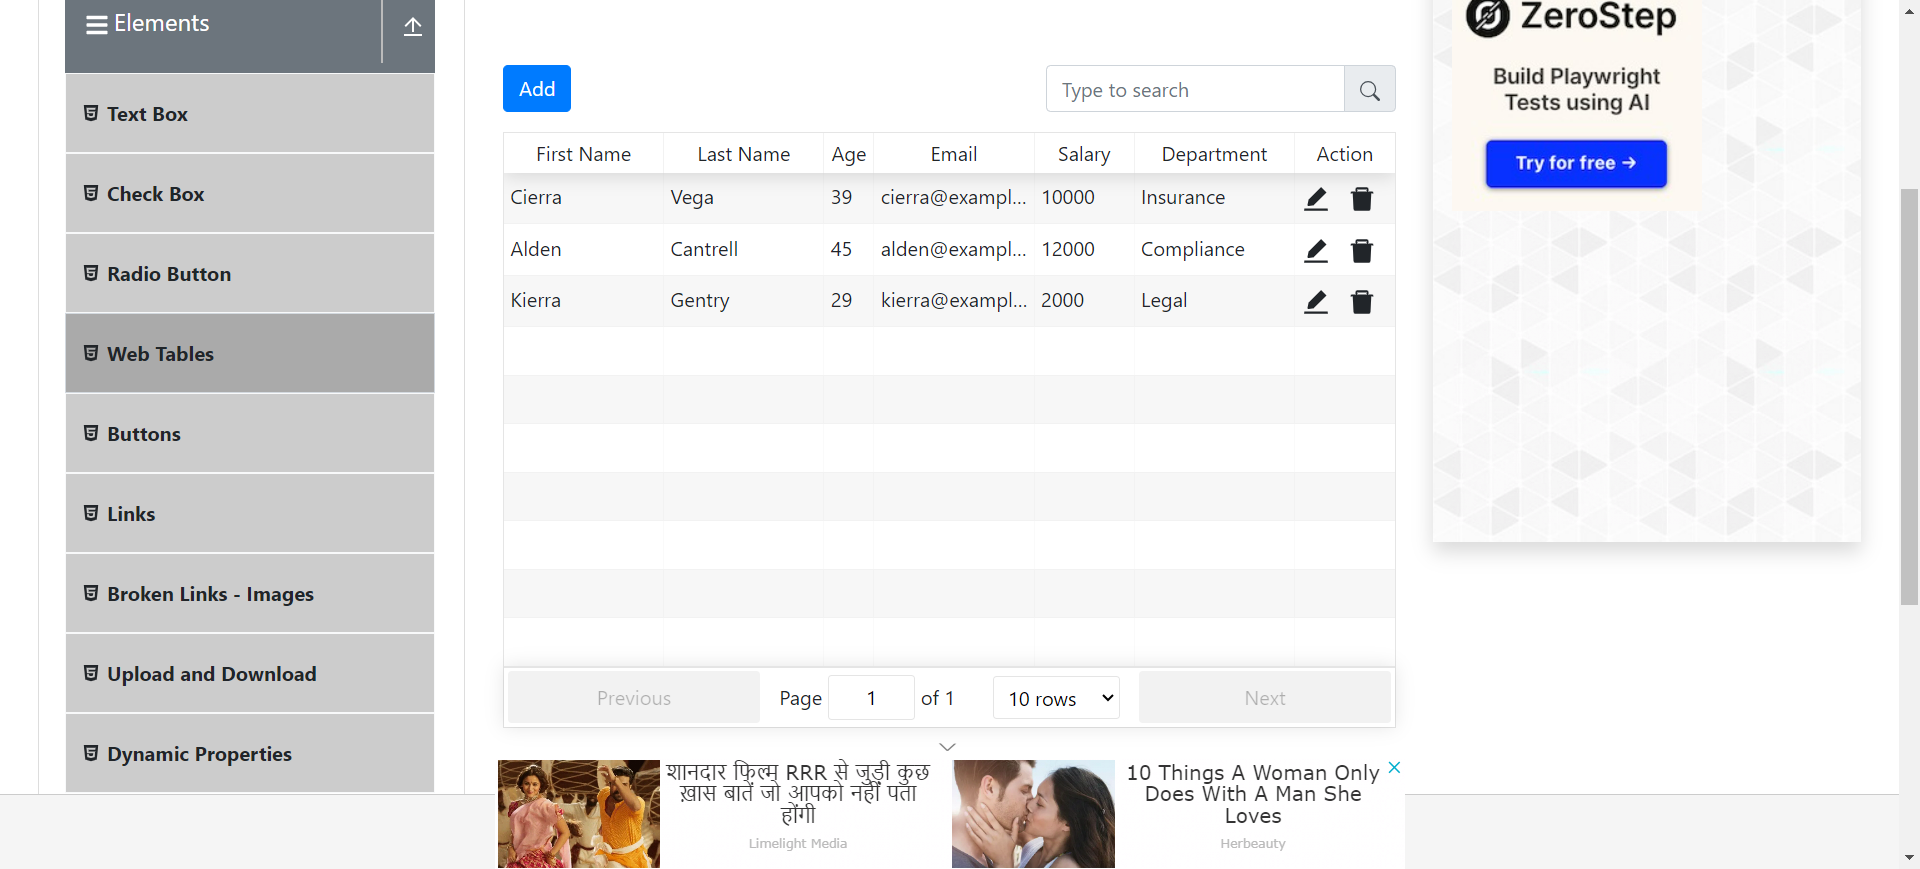 Elements
Text Box
Check Box
Radio Button
Web Tables
Buttons
Links
Broken Links - Images
Upload and Download
Dynamic Properties
Add
Type to search
First Name Last Name Age Email Salary Department Action
Cierra Vega 39 cierra@exampl... 10000 Insurance
Alden Cantrell 45 alden@exampl... 12000 Compliance
Kierra Gentry 29 kierra@exampl... 2000 Legal
Previous Page 1 of 1 10 rows Next
शानदार फिल्म RRR से जुड़ी कुछ
ख़ास बातें जो आपको नहीं पता
होंगी
Limelight Media
10 Things A Woman Only
Does With A Man She
Loves
Herbeauty
ZeroStep
Build Playwright
Tests using AI
Try for free →